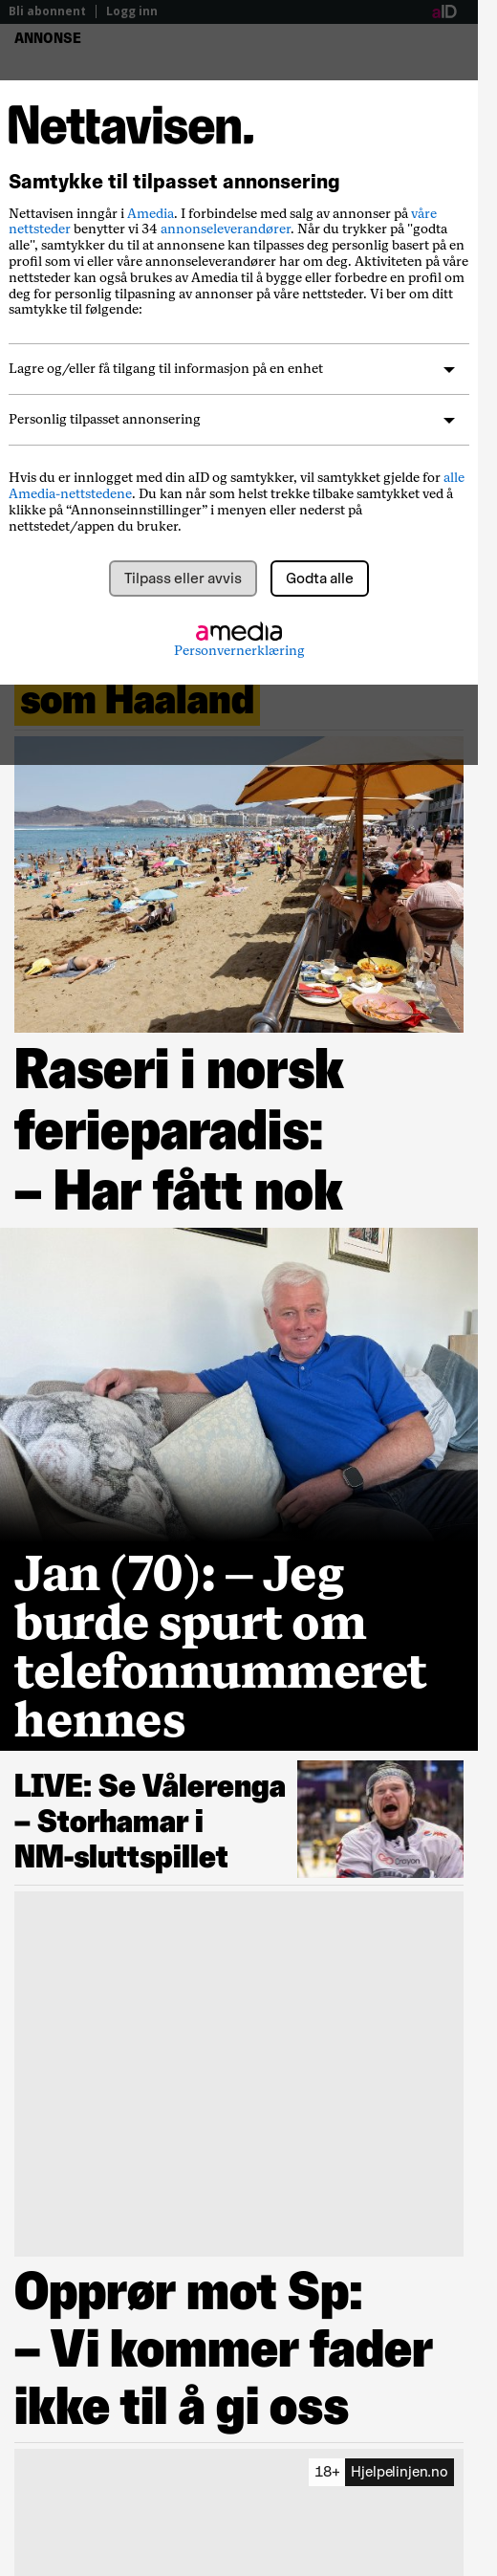 Bli abonnent | Logg inn
aID
ANNONSE
Nettavisen.
Samtykke til tilpasset annonsering
Nettavisen inngår i Amedia. I forbindelse med salg av annonser på våre
nettsteder benytter vi 34 annonseleverandører. Når du trykker på "godta
alle", samtykker du til at annonsene kan tilpasses deg personlig basert på en
profil som vi eller våre annonseleverandører har om deg. Aktiviteten på våre
nettsteder kan også brukes av Amedia til å bygge eller forbedre en profil om
deg for personlig tilpasning av annonser på våre nettsteder. Vi ber om ditt
samtykke til følgende:
Lagre og/eller få tilgang til informasjon på en enhet
Personlig tilpasset annonsering
Hvis du er innlogget med din aID og samtykker, vil samtykket gjelde for alle
Amedia-nettstedene. Du kan når som helst trekke tilbake samtykket ved å
klikke på “Annonseinnstillinger” i menyen eller nederst på
nettstedet/appen du bruker.
Tilpass eller avvis
Godta alle
amedia
Personvernerklæring
som Haaland
Raseri i norsk
ferieparadis:
– Har fått nok
Jan (70): – Jeg
burde spurt om
telefonnummeret
hennes
LIVE: Se Vålerenga
– Storhamar i
NM-sluttspillet
Opprør mot Sp:
– Vi kommer fader
ikke til å gi oss
18+ Hjelpelinjen.no